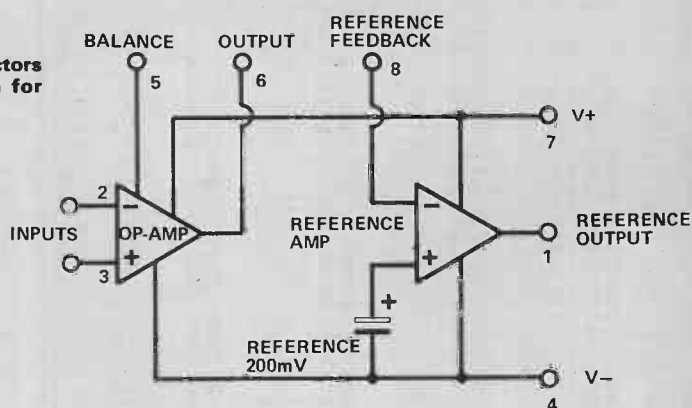 ctors
for
BALANCE
5
OUTPUT
6
REFERENCE
FEEDBACK
8
V+
7
2
−
INPUTS
OP-AMP
+
3
REFERENCE
AMP
−
+
REFERENCE
OUTPUT
1
+
REFERENCE
200mV
V−
4